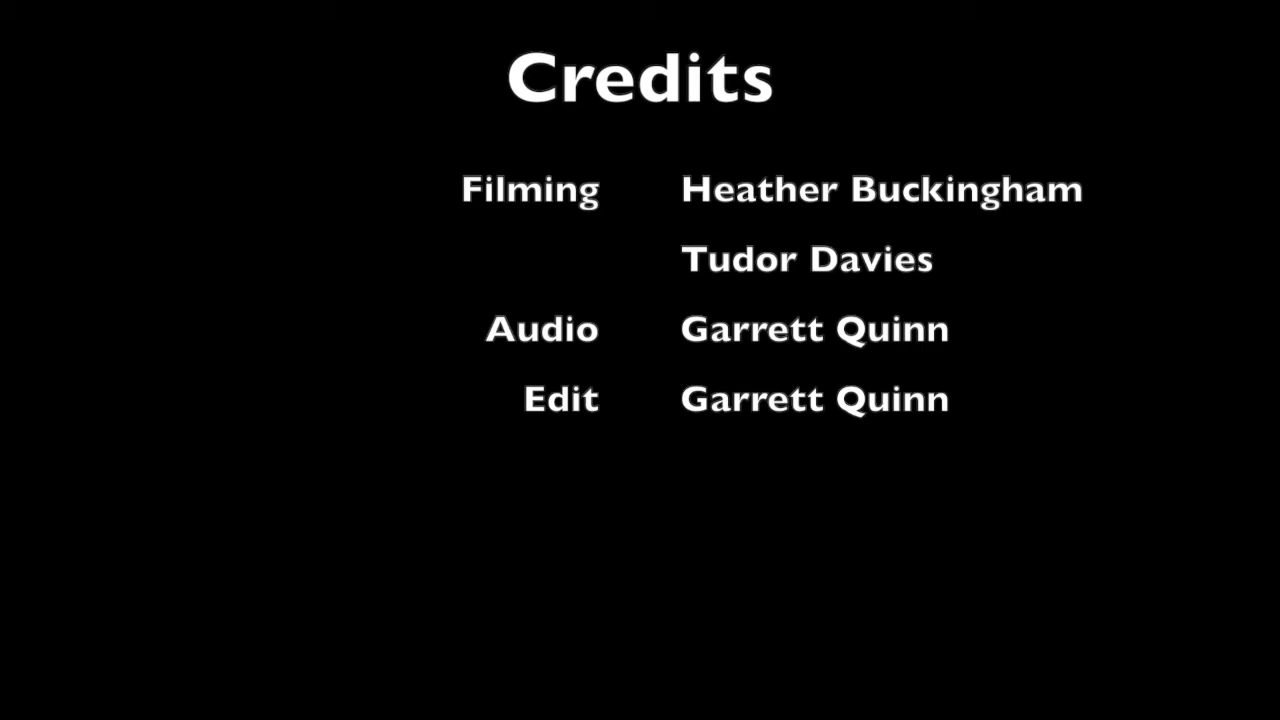 Credits
Filming Heather Buckingham
Tudor Davies
Audio Garrett Quinn
Edit Garrett Quinn